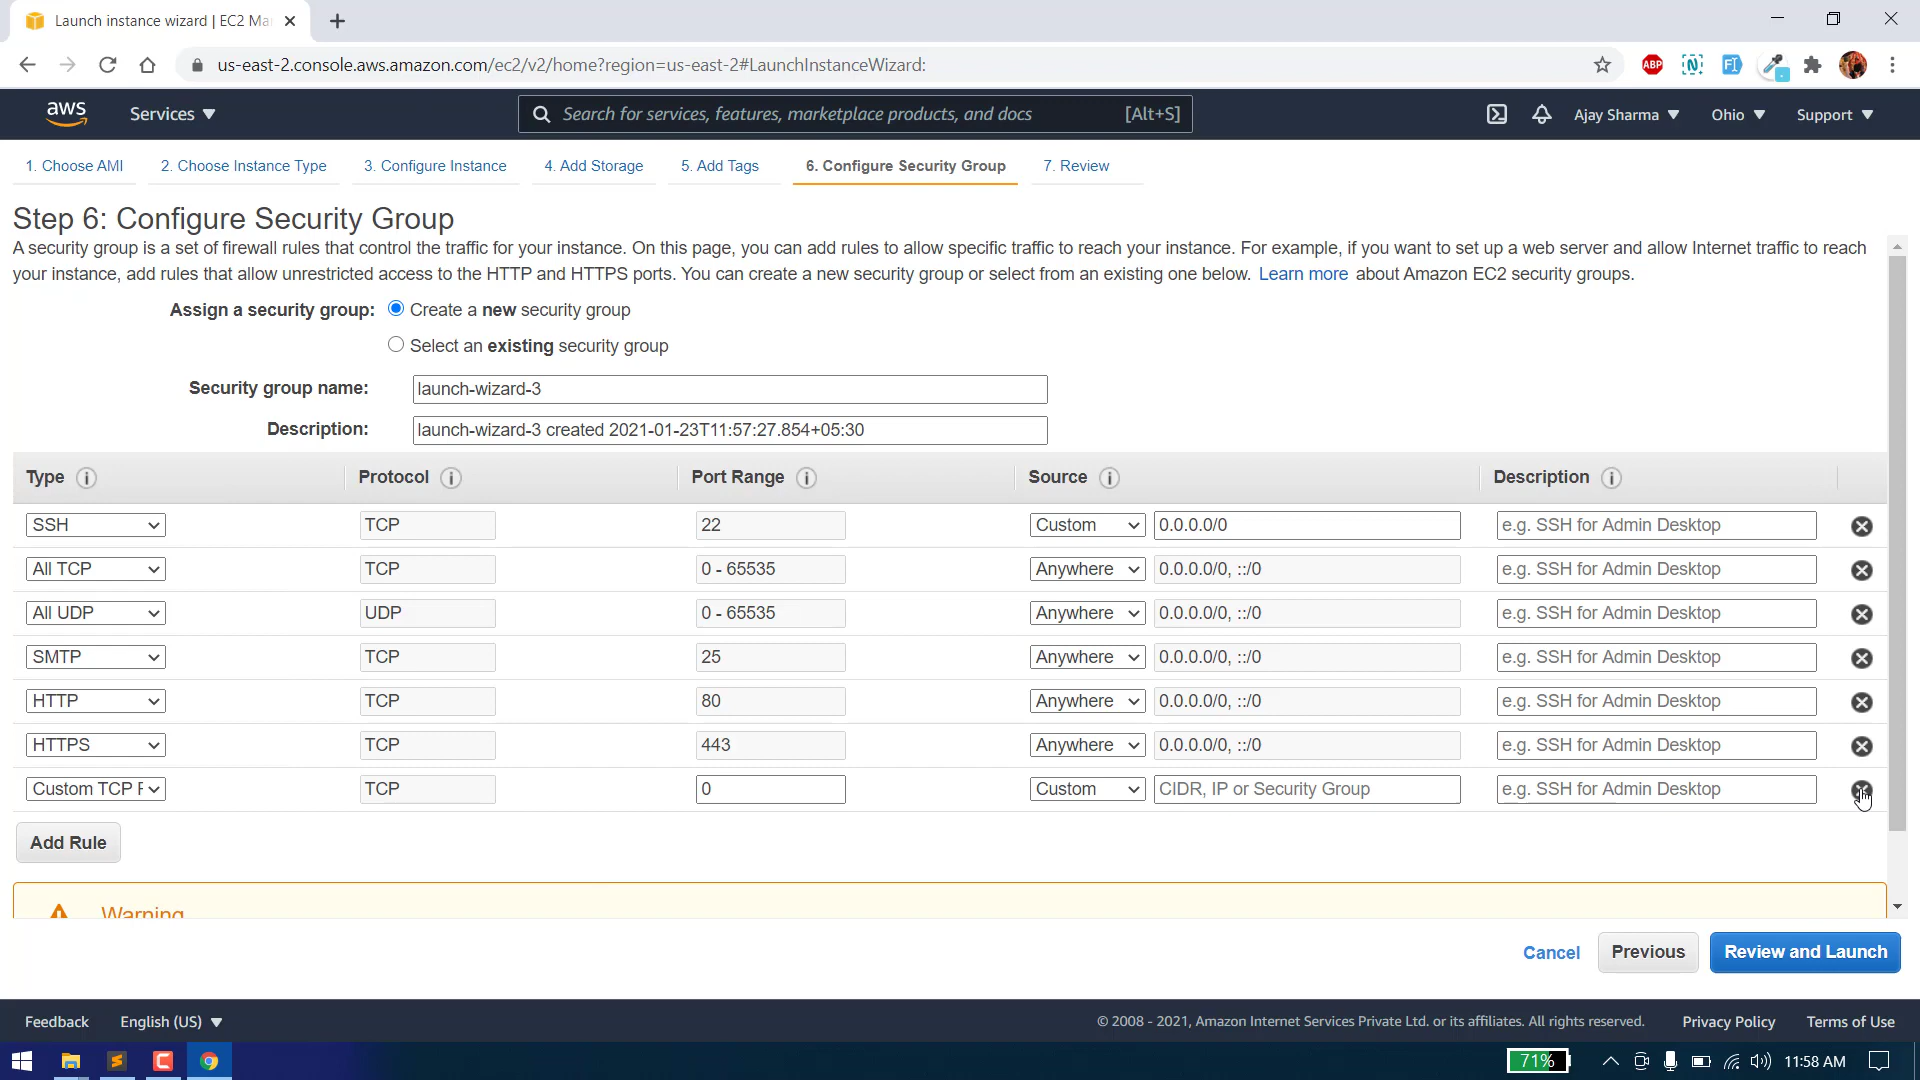 Launch instance wizard | EC2 Ma
us-east-2.console.aws.amazon.com/ec2/v2/home?region=us-east-2#LaunchInstanceWizard:
ABP
aws
Services
Search for services, features, marketplace products, and docs [Alt+S]
Ajay Sharma
Ohio
Support
1. Choose AMI
2. Choose Instance Type
3. Configure Instance
4. Add Storage
5. Add Tags
6. Configure Security Group
7. Review
Step 6: Configure Security Group
A security group is a set of firewall rules that control the traffic for your instance. On this page, you can add rules to allow specific traffic to reach your instance. For example, if you want to set up a web server and allow Internet traffic to reach
your instance, add rules that allow unrestricted access to the HTTP and HTTPS ports. You can create a new security group or select from an existing one below. Learn more about Amazon EC2 security groups.
Assign a security group: Create a new security group
Select an existing security group
Security group name: launch-wizard-3
Description: launch-wizard-3 created 2021-01-23T11:57:27.854+05:30
Type Protocol Port Range Source Description
SSH TCP 22 Custom 0.0.0.0/0 e.g. SSH for Admin Desktop
All TCP TCP 0 - 65535 Anywhere 0.0.0.0/0, ::/0 e.g. SSH for Admin Desktop
All UDP UDP 0 - 65535 Anywhere 0.0.0.0/0, ::/0 e.g. SSH for Admin Desktop
SMTP TCP 25 Anywhere 0.0.0.0/0, ::/0 e.g. SSH for Admin Desktop
HTTP TCP 80 Anywhere 0.0.0.0/0, ::/0 e.g. SSH for Admin Desktop
HTTPS TCP 443 Anywhere 0.0.0.0/0, ::/0 e.g. SSH for Admin Desktop
Custom TCP F TCP 0 Custom CIDR, IP or Security Group e.g. SSH for Admin Desktop
Add Rule
Warning
Cancel
Previous
Review and Launch
Feedback
English (US)
© 2008 - 2021, Amazon Internet Services Private Ltd. or its affiliates. All rights reserved.
Privacy Policy
Terms of Use
71%
11:58 AM